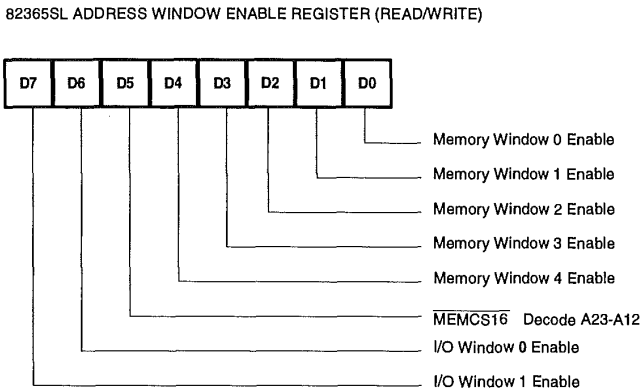 82365SL ADDRESS WINDOW ENABLE REGISTER (READ/WRITE)
D7 D6 D5 D4 D3 D2 D1 D0
Memory Window 0 Enable
Memory Window 1 Enable
Memory Window 2 Enable
Memory Window 3 Enable
Memory Window 4 Enable
MEMCS16 Decode A23-A12
I/O Window 0 Enable
I/O Window 1 Enable